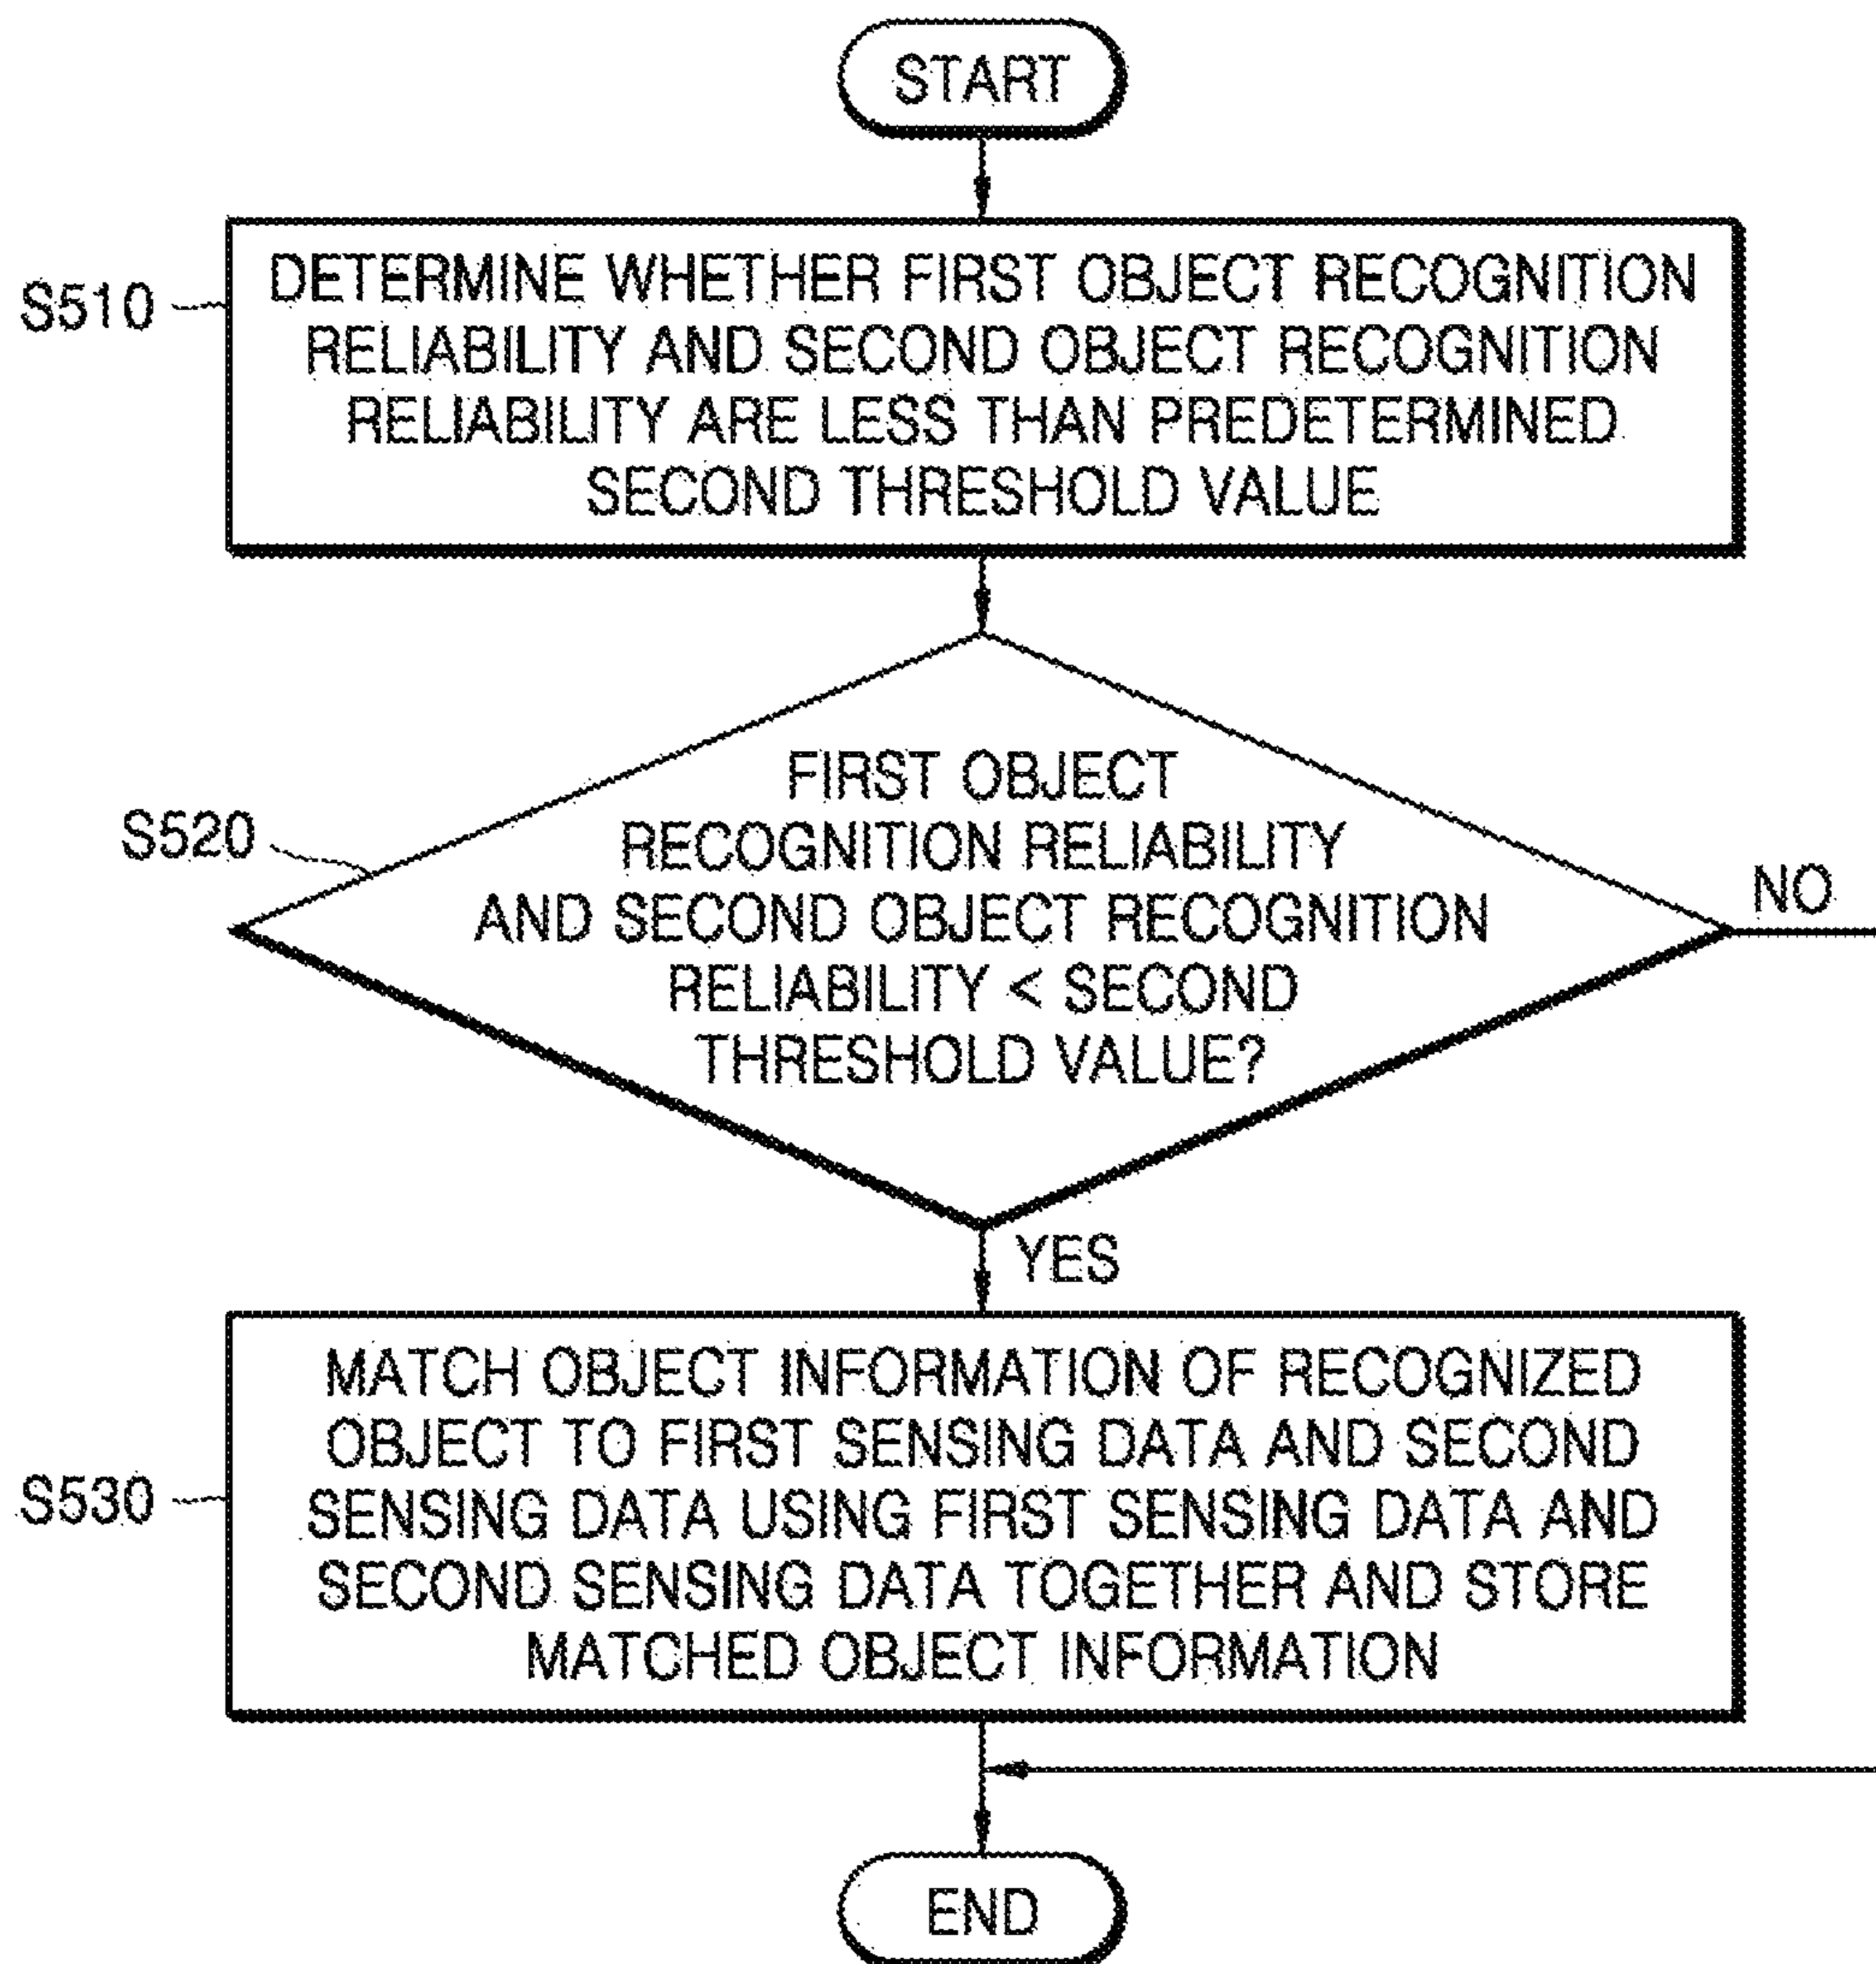 START
S510
DETERMINE WHETHER FIRST OBJECT RECOGNITION
RELIABILITY AND SECOND OBJECT RECOGNITION
RELIABILITY ARE LESS THAN PREDETERMINED
SECOND THRESHOLD VALUE
S520
FIRST OBJECT
RECOGNITION RELIABILITY
AND SECOND OBJECT RECOGNITION
RELIABILITY < SECOND
THRESHOLD VALUE?
NO
YES
S530
MATCH OBJECT INFORMATION OF RECOGNIZED
OBJECT TO FIRST SENSING DATA AND SECOND
SENSING DATA USING FIRST SENSING DATA AND
SECOND SENSING DATA TOGETHER AND STORE
MATCHED OBJECT INFORMATION
END